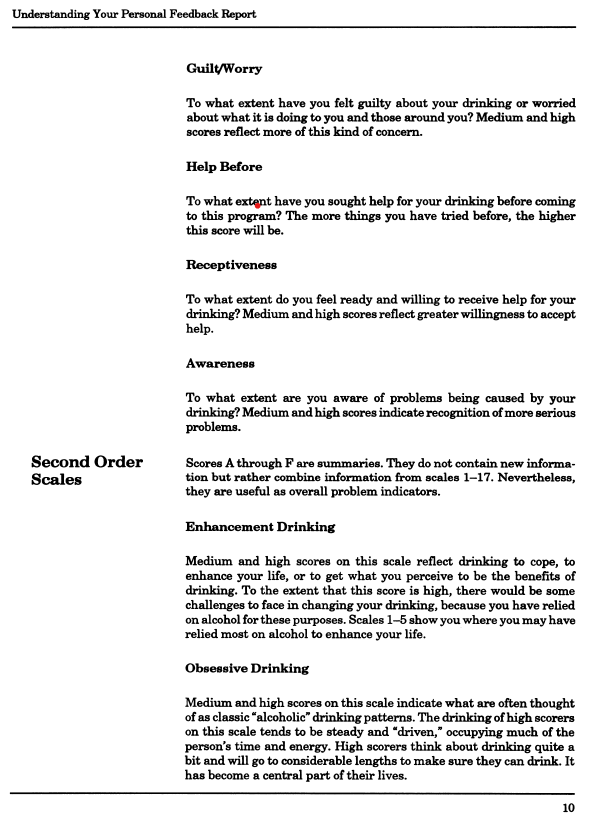 Understanding Your Personal Feedback Report
Guilt/Worry
To what extent have you felt guilty about your drinking or worried
about what it is doing to you and those around you? Medium and high
scores reflect more of this kind of concern.
Help Before
To what extent have you sought help for your drinking before coming
to this program? The more things you have tried before, the higher
this score will be.
Receptiveness
To what extent do you feel ready and willing to receive help for your
drinking? Medium and high scores reflect greater willingness to accept
help.
Awareness
To what extent are you aware of problems being caused by your
drinking? Medium and high scores indicate recognition of more serious
problems.
Second Order
Scales
Scores A through F are summaries. They do not contain new informa-
tion but rather combine information from scales 1–17. Nevertheless,
they are useful as overall problem indicators.
Enhancement Drinking
Medium and high scores on this scale reflect drinking to cope, to
enhance your life, or to get what you perceive to be the benefits of
drinking. To the extent that this score is high, there would be some
challenges to face in changing your drinking, because you have relied
on alcohol for these purposes. Scales 1–5 show you where you may have
relied most on alcohol to enhance your life.
Obsessive Drinking
Medium and high scores on this scale indicate what are often thought
of as classic "alcoholic" drinking patterns. The drinking of high scorers
on this scale tends to be steady and "driven," occupying much of the
person's time and energy. High scorers think about drinking quite a
bit and will go to considerable lengths to make sure they can drink. It
has become a central part of their lives.
10